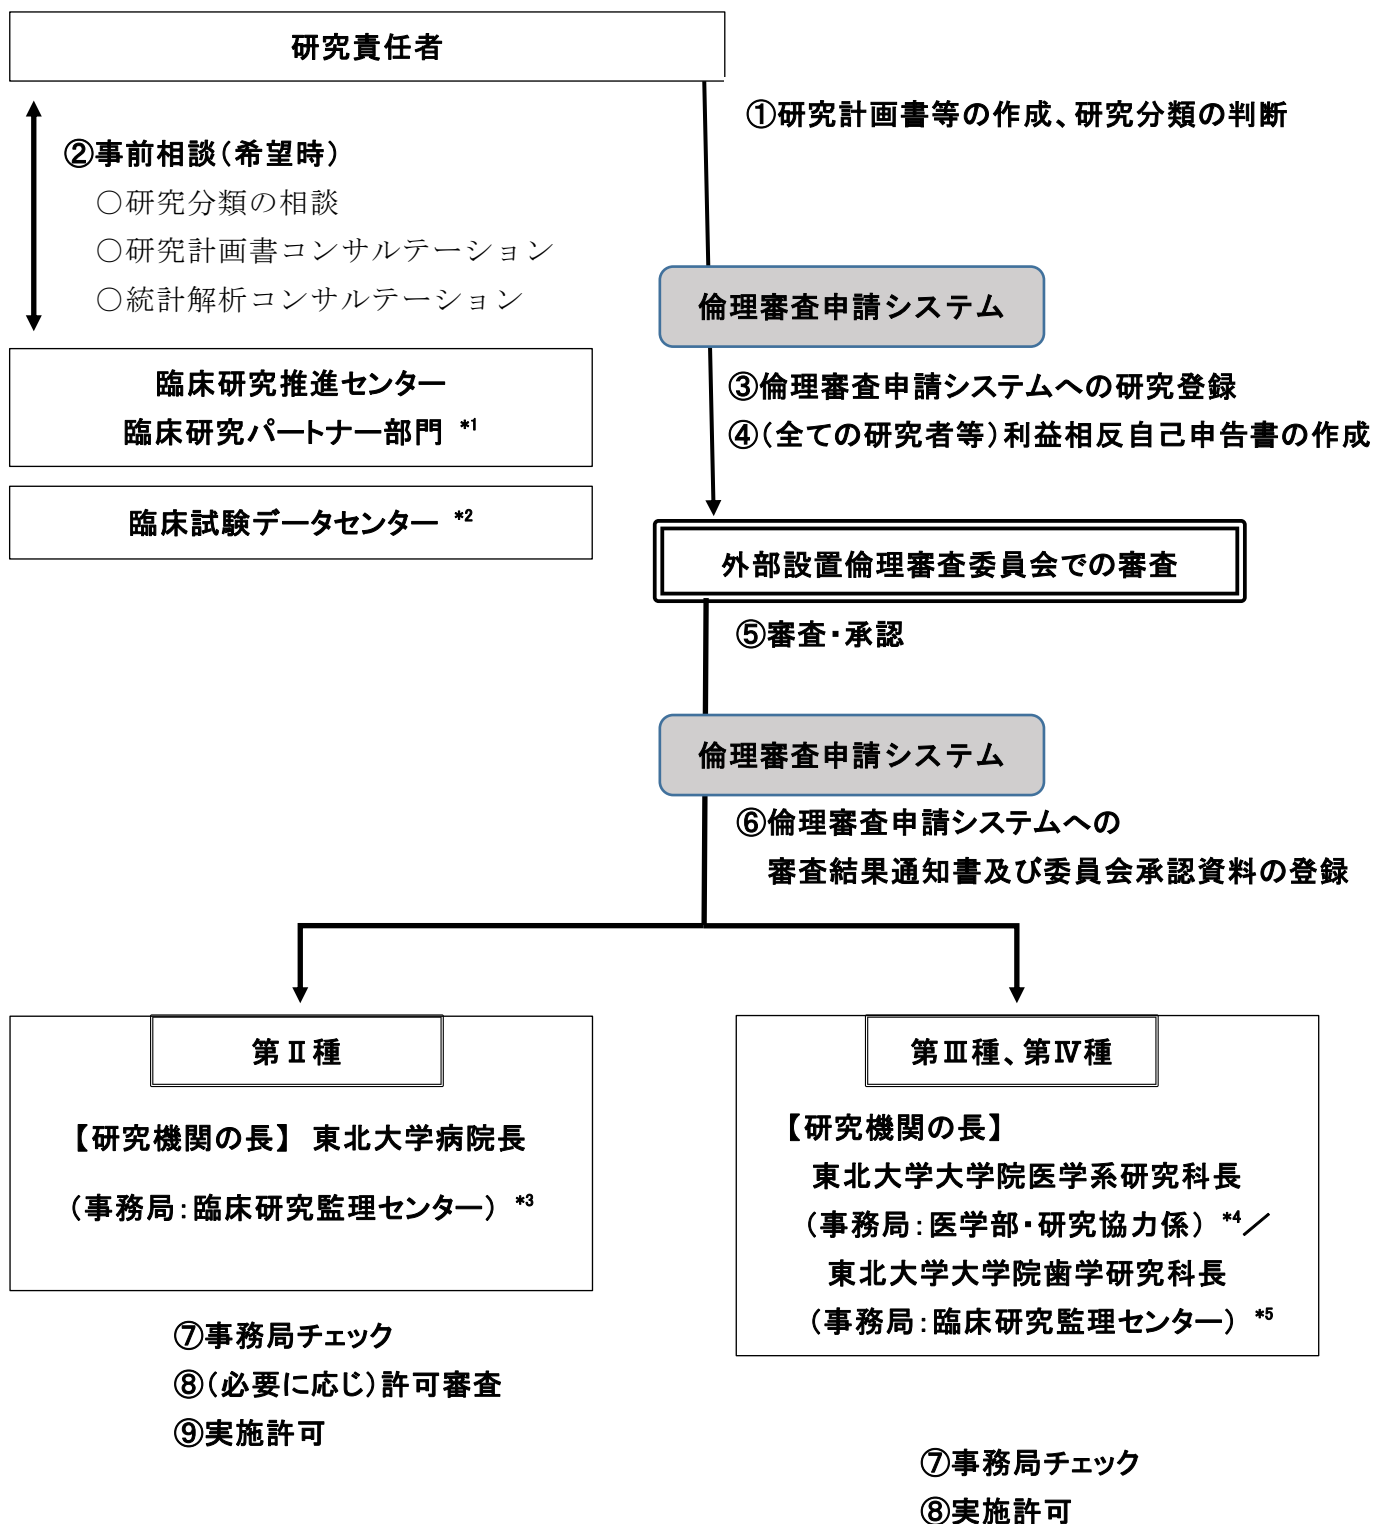 研究責任者
①研究計画書等の作成、研究分類の判断
②事前相談（希望時）
○研究分類の相談
○研究計画書コンサルテーション
○統計解析コンサルテーション
倫理審査申請システム
臨床研究推進センター
臨床研究パートナー部門 *1
③倫理審査申請システムへの研究登録
④（全ての研究者等）利益相反自己申告書の作成
臨床試験データセンター *2
外部設置倫理審査委員会での審査
⑤審査・承認
倫理審査申請システム
⑥倫理審査申請システムへの
審査結果通知書及び委員会承認資料の登録
第Ⅱ種
【研究機関の長】 東北大学病院長
（事務局：臨床研究監理センター） *3
⑦事務局チェック
⑧（必要に応じ）許可審査
⑨実施許可
第Ⅲ種、第Ⅳ種
【研究機関の長】
東北大学大学院医学系研究科長
（事務局：医学部・研究協力係） *4／
東北大学大学院歯学研究科長
（事務局：臨床研究監理センター） *5
⑦事務局チェック
⑧実施許可